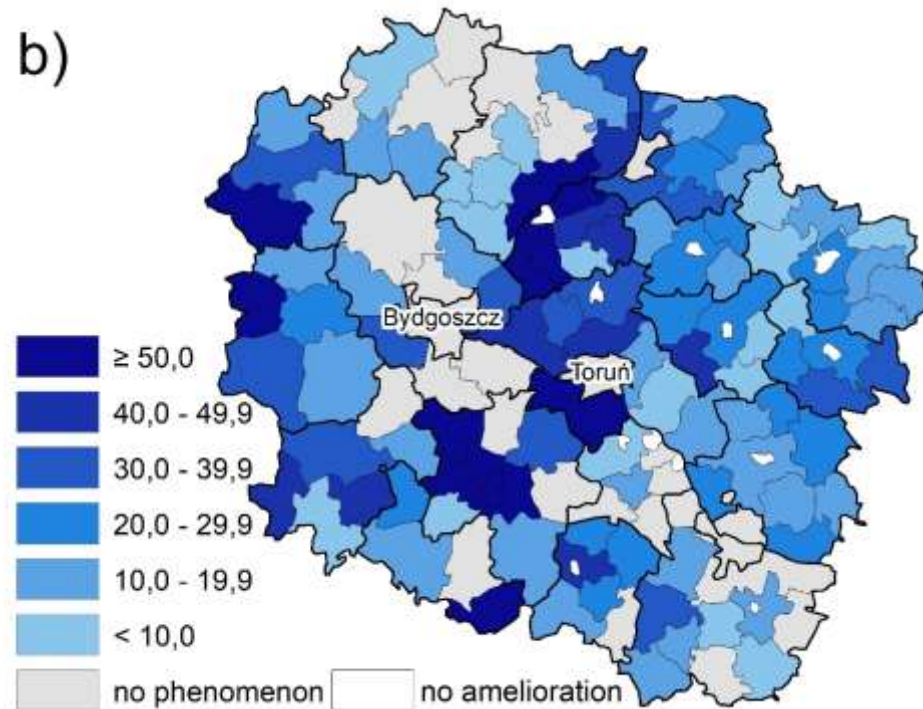 b)
Bydgoszcz
Toruń
≥ 50,0
40,0 - 49,9
30,0 - 39,9
20,0 - 29,9
10,0 - 19,9
< 10,0
no phenomenon
no amelioration